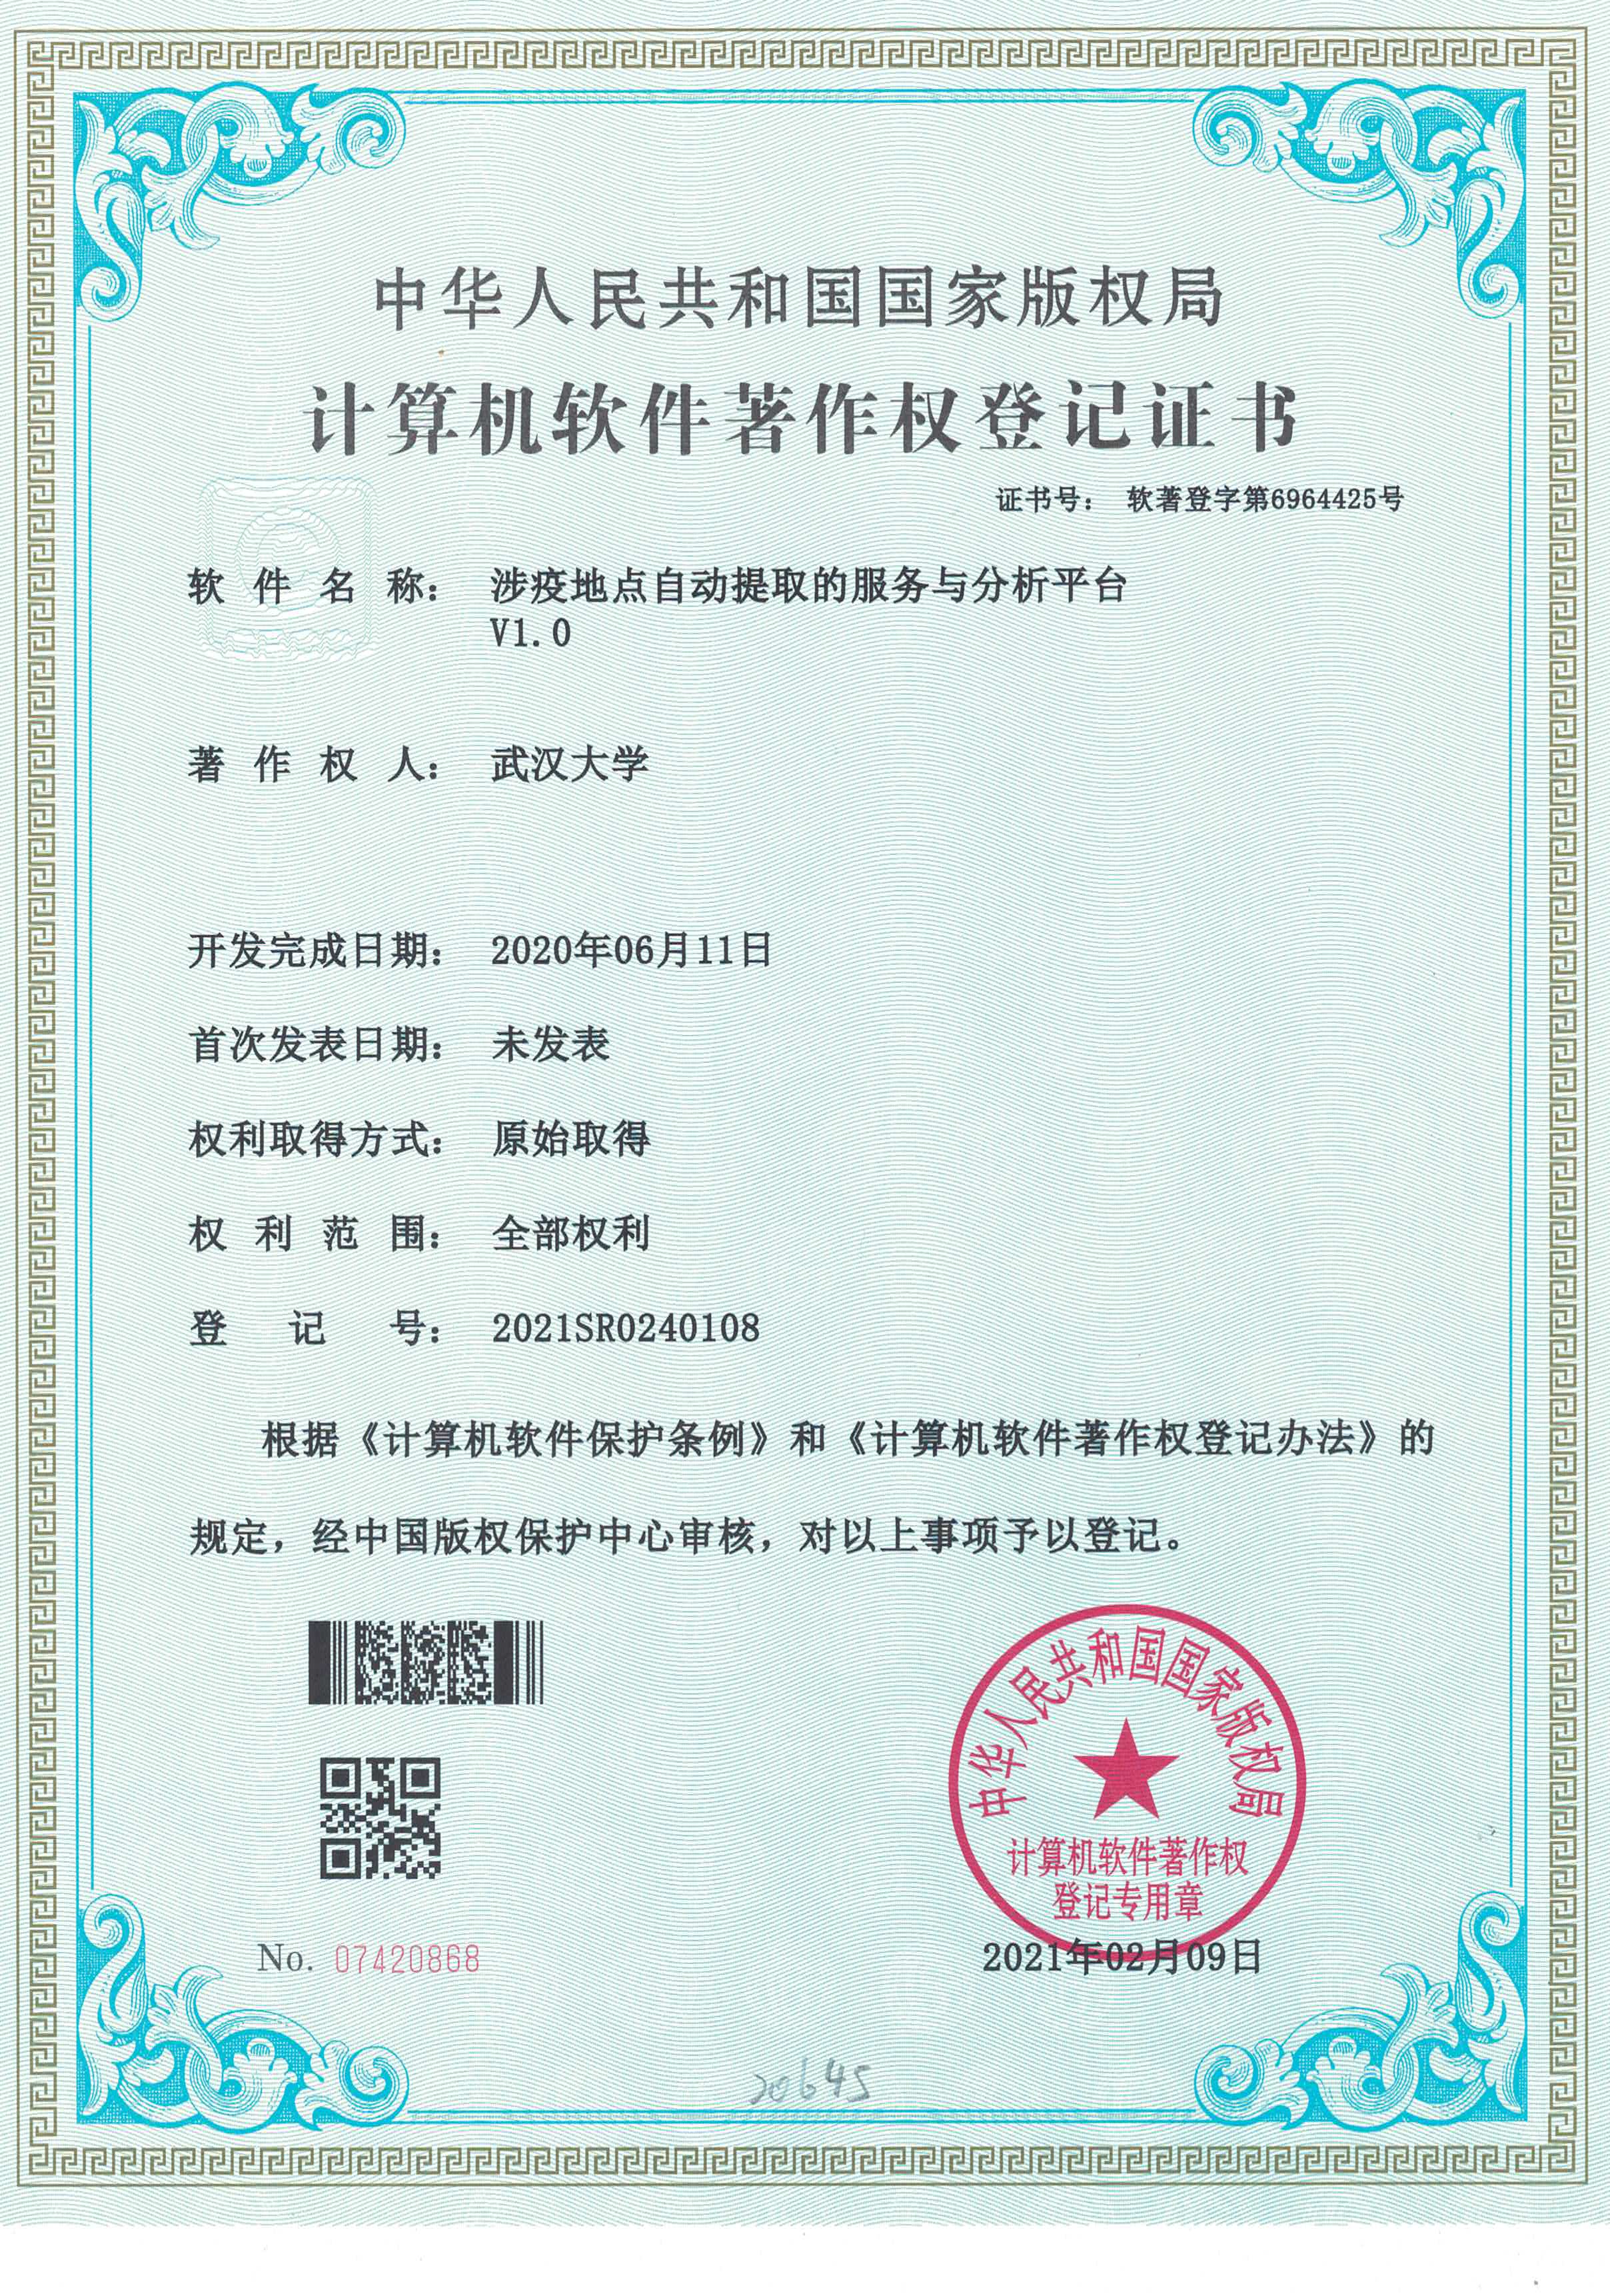 中华人民共和国国家版权局
计算机软件著作权登记证书
证书号： 软著登字第6964425号
软件名称： 涉疫地点自动提取的服务与分析平台
V1.0
著作权人： 武汉大学
开发完成日期： 2020年06月11日
首次发表日期： 未发表
权利取得方式： 原始取得
权利范围： 全部权利
登记号： 2021SR0240108
根据《计算机软件保护条例》和《计算机软件著作权登记办法》的
规定，经中国版权保护中心审核，对以上事项予以登记。
中华人民共和国国家版权局
计算机软件著作权
登记专用章
No. 07420868
2021年02月09日
20645